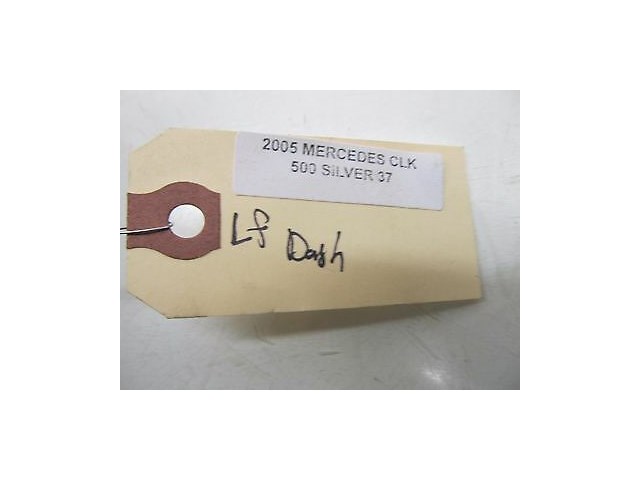 2005 MERCEDES CLK
500 SILVER 37
Lf Dash